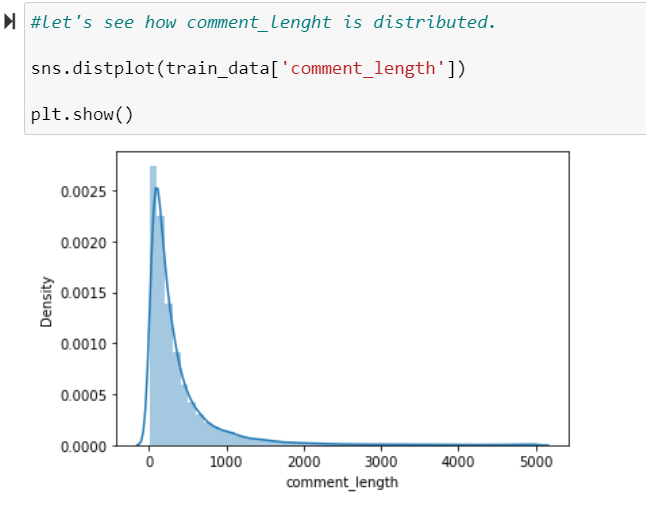 #let's see how comment_lenght is distributed.
sns.distplot(train_data['comment_length'])
plt.show()
0.0025
0.0020
0.0015
0.0010
0.0005
0.0000
Density
0 1000 2000 3000 4000 5000
comment_length